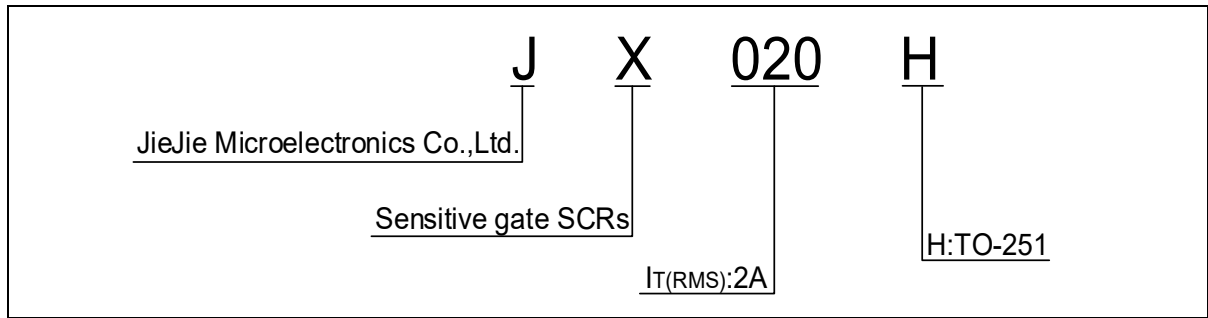 J X 020 H
JieJie Microelectronics Co.,Ltd.
Sensitive gate SCRs
H:TO-251
IT(RMS):2A